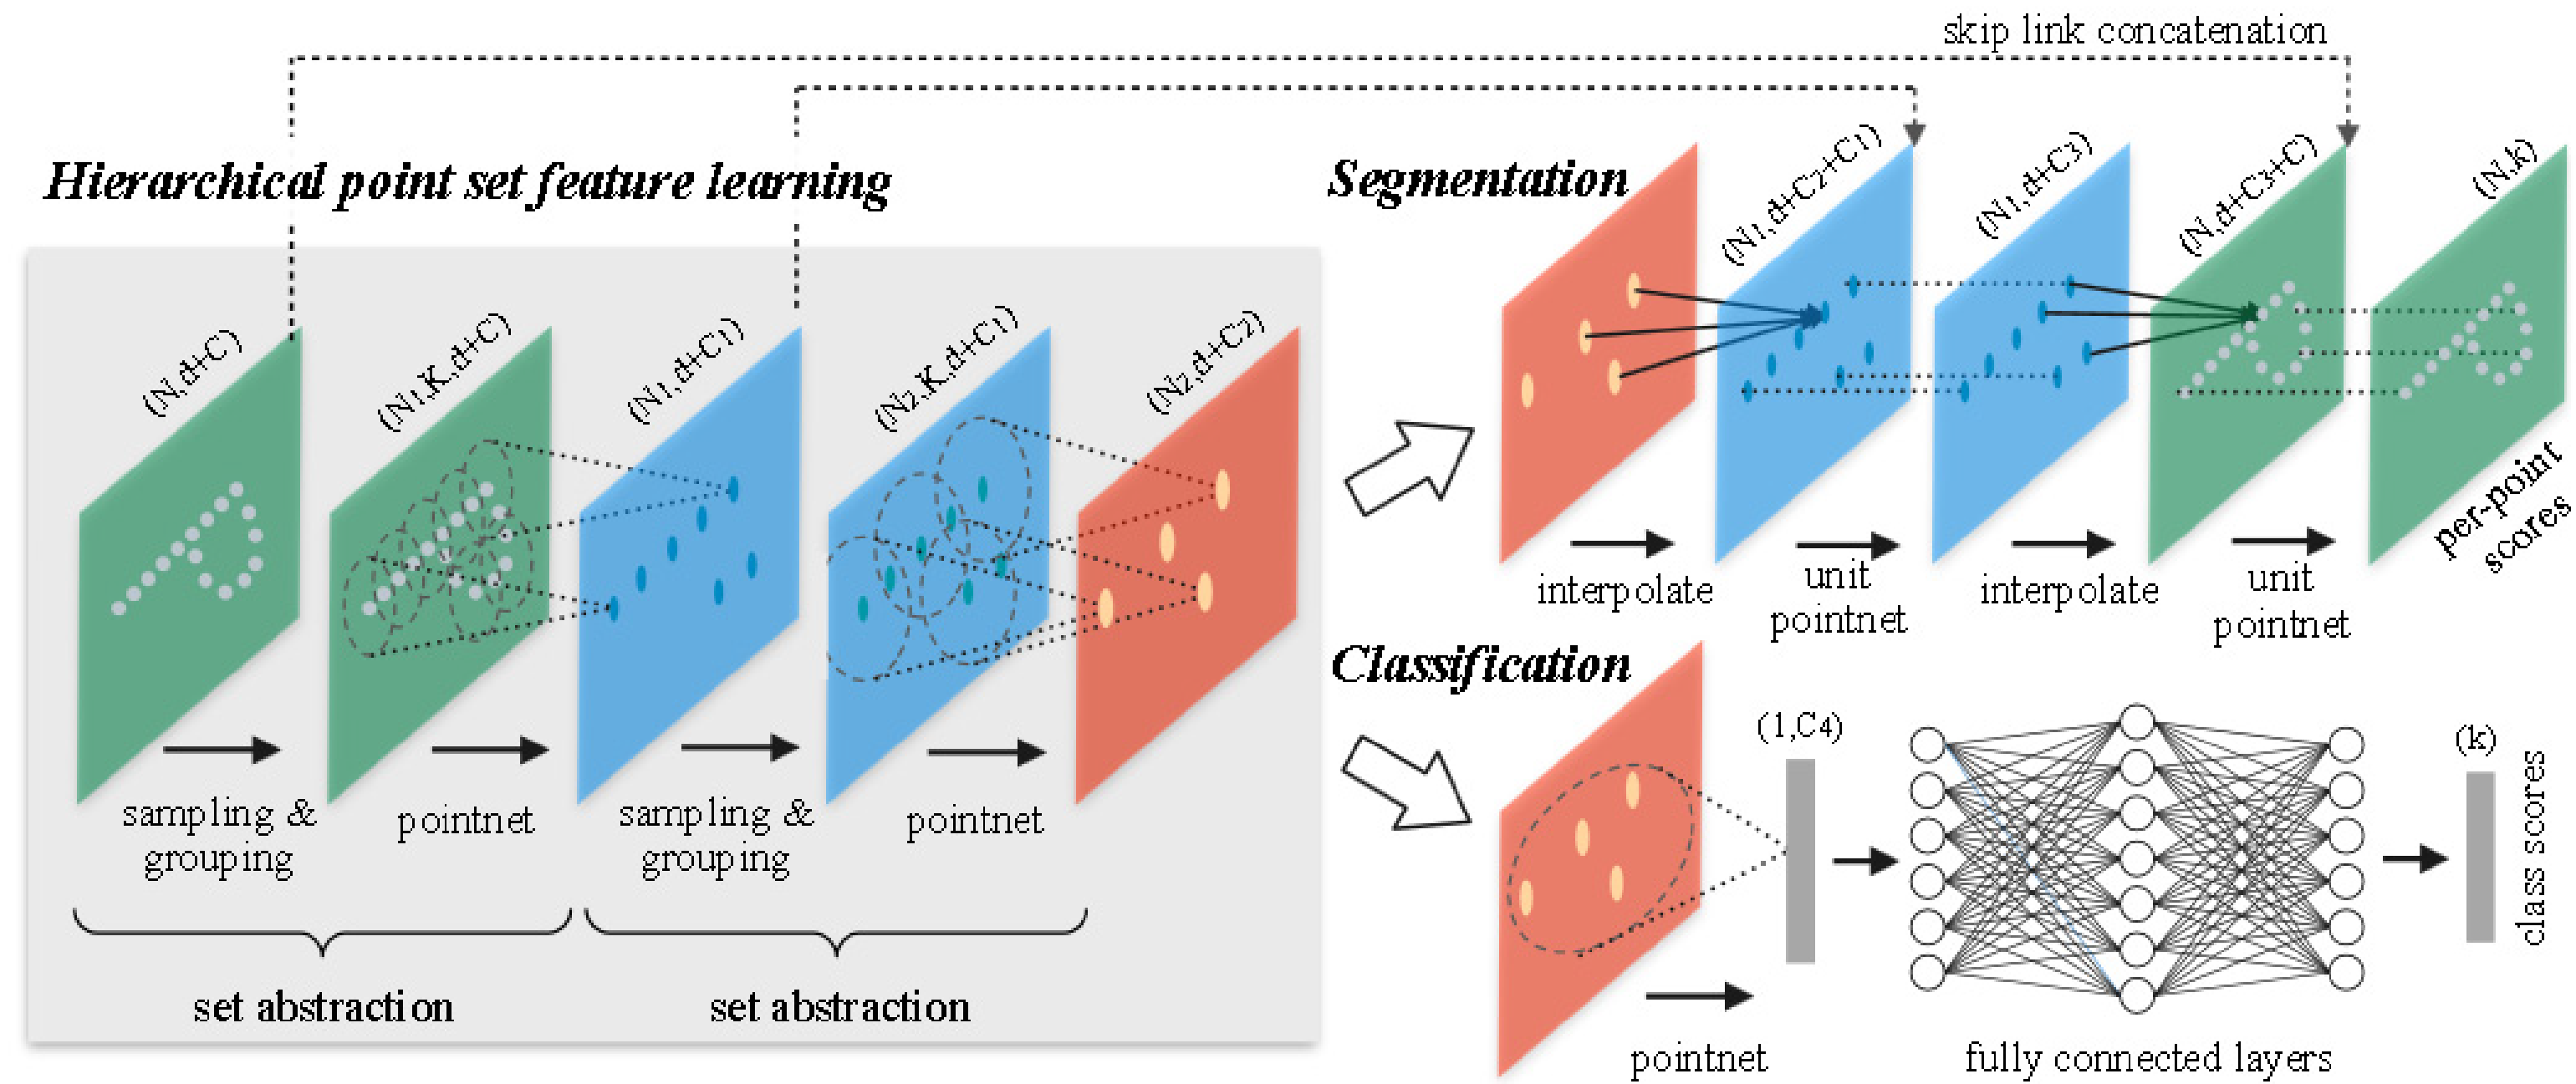 skip link concatenation
Hierarchical point set feature learning
(N,d+C)
(N1,K,d+C)
(N1,d+C1)
(N2,K,d+C1)
(N2,d+C2)
sampling &
grouping
pointnet
sampling &
grouping
pointnet
set abstraction
set abstraction
Segmentation
(N1,d+C2+C1)
(N1,d+C3)
(N,d+C3+C)
(N,k)
interpolate
unit
pointnet
interpolate
unit
pointnet
per-point
scores
Classification
(1,C4)
(k)
class scores
pointnet
fully connected layers